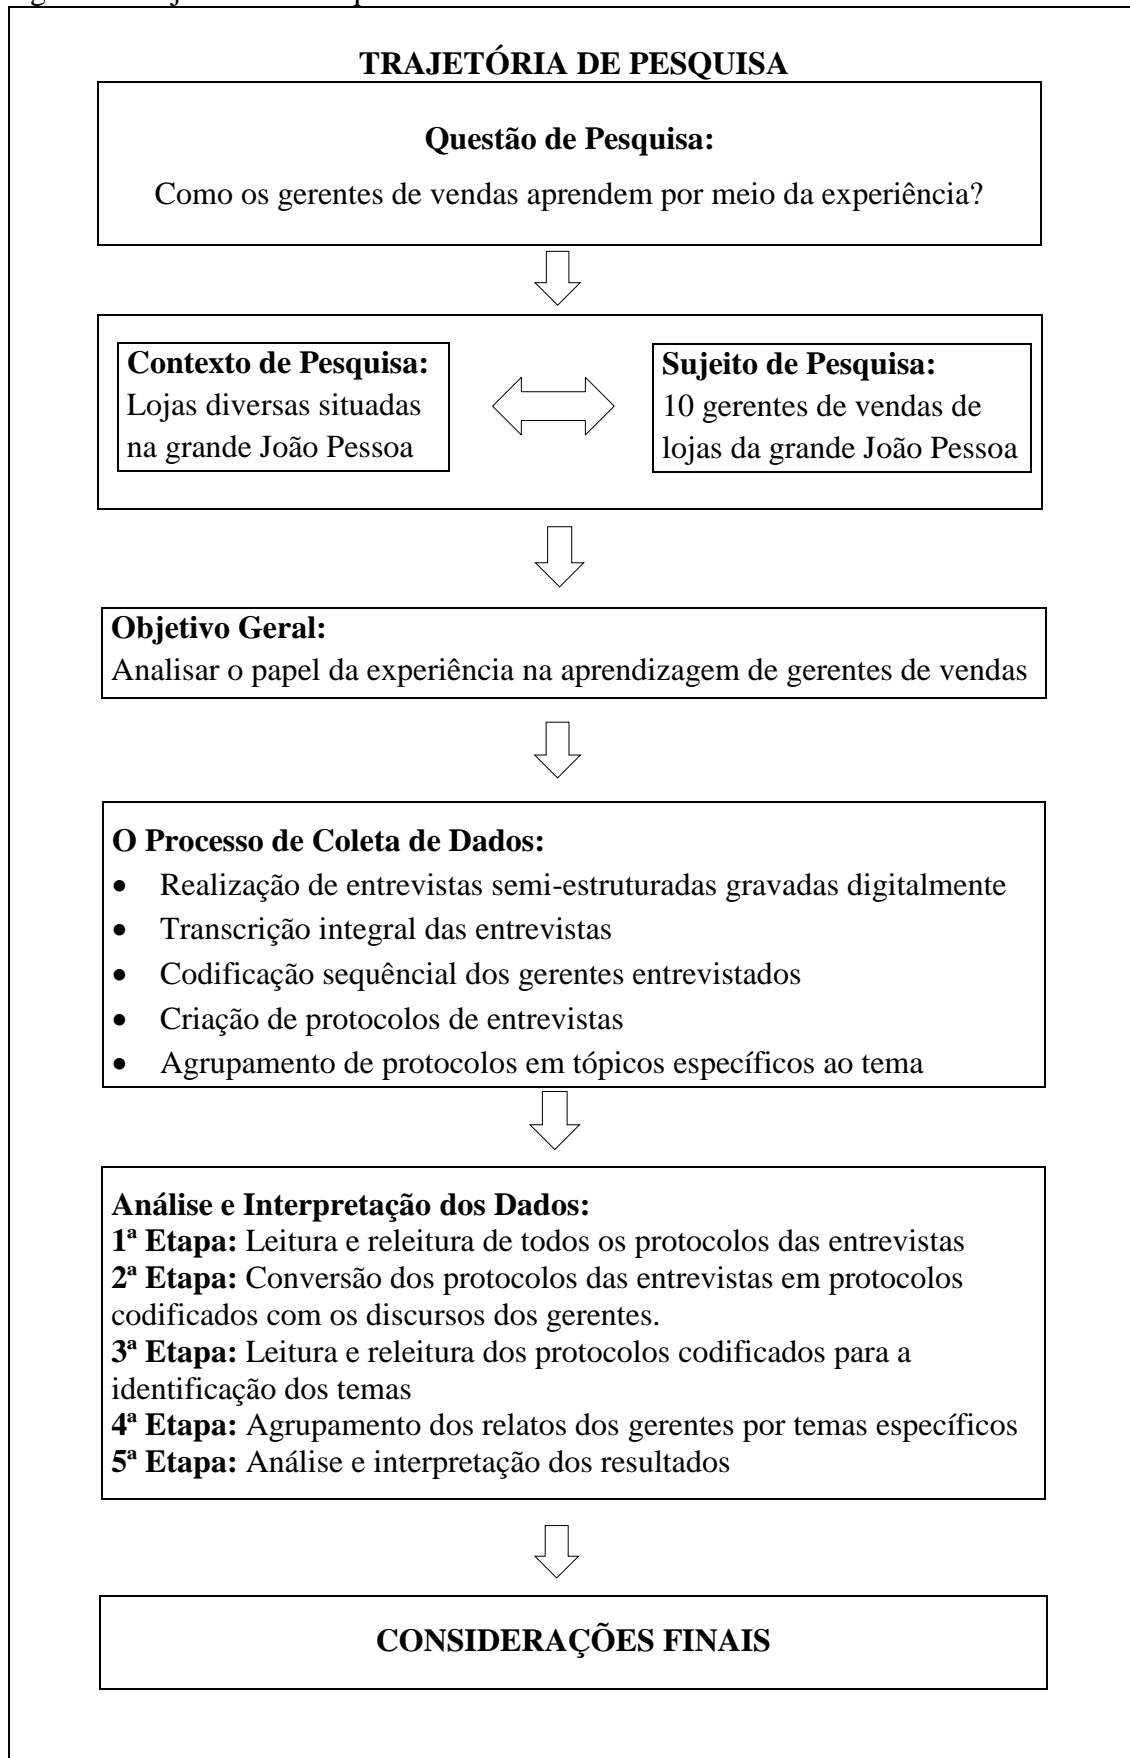 TRAJETÓRIA DE PESQUISA
Questão de Pesquisa:
Como os gerentes de vendas aprendem por meio da experiência?
Contexto de Pesquisa:
Lojas diversas situadas
na grande João Pessoa
Sujeito de Pesquisa:
10 gerentes de vendas de
lojas da grande João Pessoa
Objetivo Geral:
Analisar o papel da experiência na aprendizagem de gerentes de vendas
O Processo de Coleta de Dados:
• Realização de entrevistas semi-estruturadas gravadas digitalmente
• Transcrição integral das entrevistas
• Codificação sequêncial dos gerentes entrevistados
• Criação de protocolos de entrevistas
• Agrupamento de protocolos em tópicos específicos ao tema
Análise e Interpretação dos Dados:
1ª Etapa: Leitura e releitura de todos os protocolos das entrevistas
2ª Etapa: Conversão dos protocolos das entrevistas em protocolos
codificados com os discursos dos gerentes.
3ª Etapa: Leitura e releitura dos protocolos codificados para a
identificação dos temas
4ª Etapa: Agrupamento dos relatos dos gerentes por temas específicos
5ª Etapa: Análise e interpretação dos resultados
CONSIDERAÇÕES FINAIS